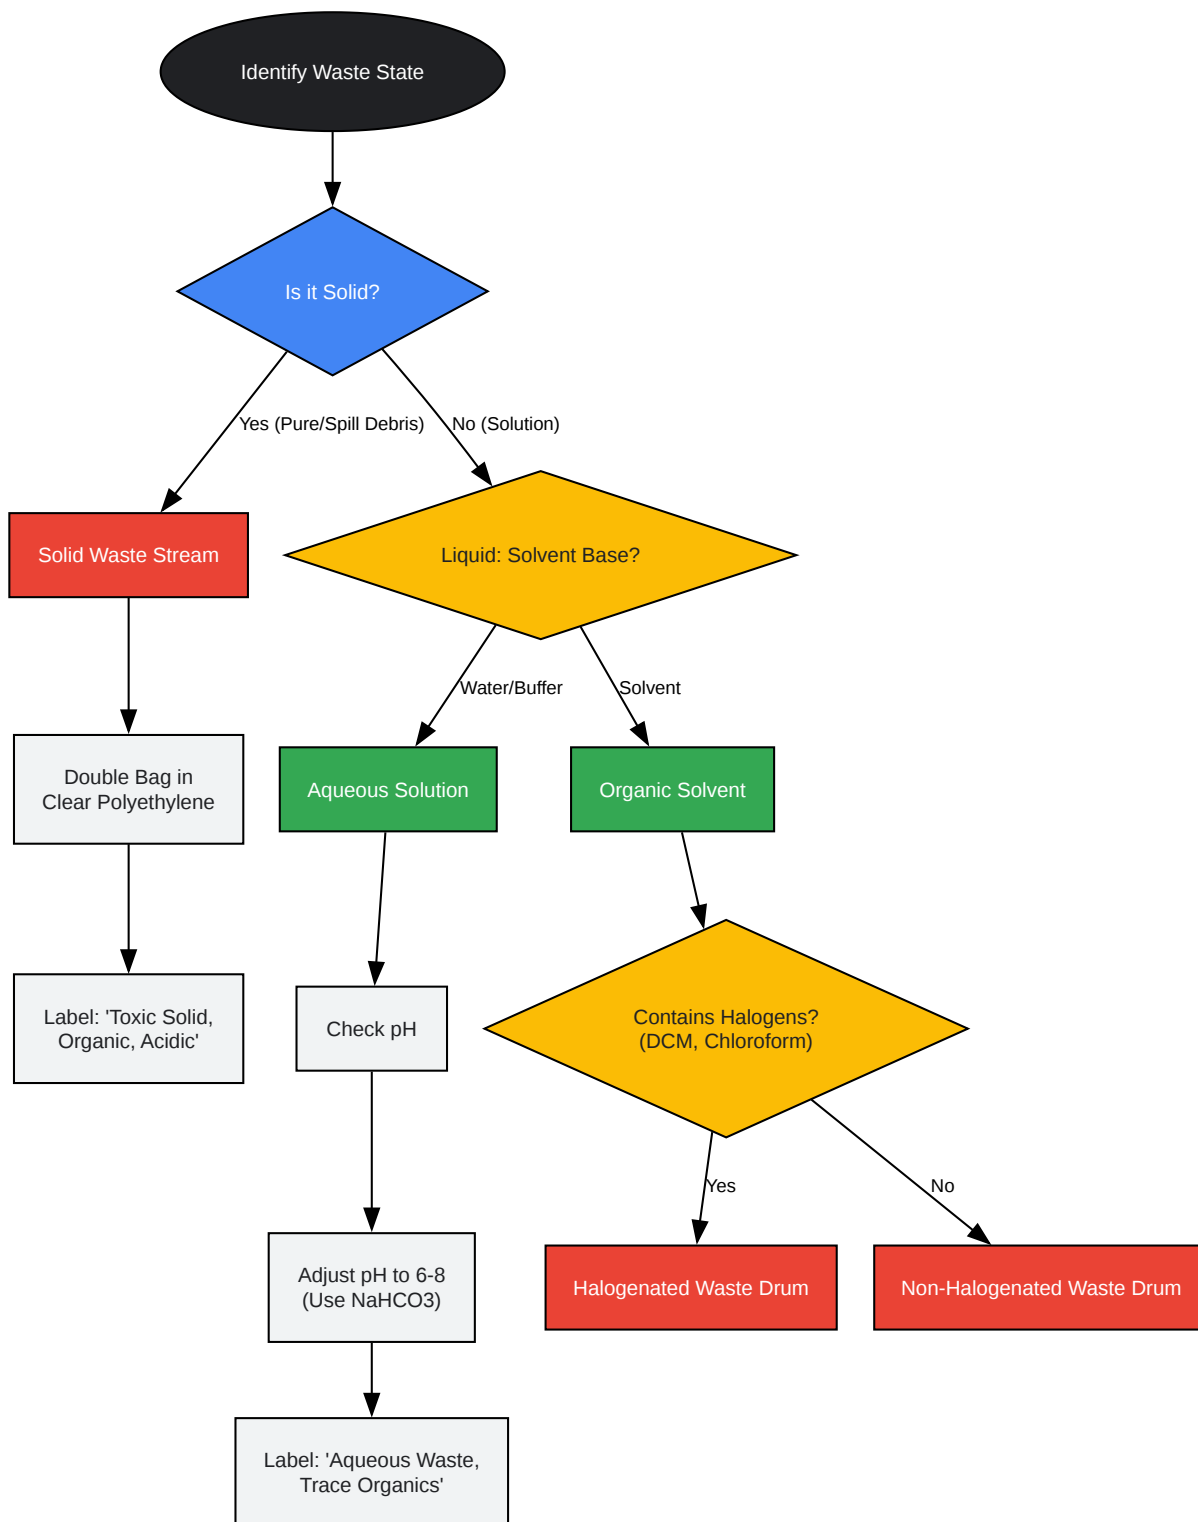 Identify Waste State
Is it Solid?
Yes (Pure/Spill Debris)
No (Solution)
Solid Waste Stream
Liquid: Solvent Base?
Water/Buffer
Solvent
Double Bag in
Clear Polyethylene
Aqueous Solution
Organic Solvent
Label: 'Toxic Solid,
Organic, Acidic'
Check pH
Contains Halogens?
(DCM, Chloroform)
Yes
No
Adjust pH to 6-8
(Use NaHCO3)
Halogenated Waste Drum
Non-Halogenated Waste Drum
Label: 'Aqueous Waste,
Trace Organics'